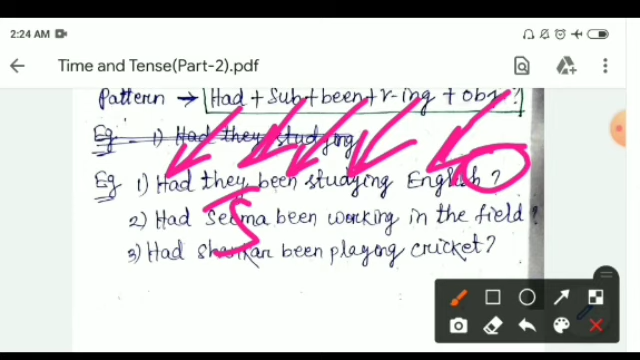 2:24 AM
Time and Tense(Part-2).pdf
Pattern → Had + Sub + been + v-ing + obj ?
Eg 1) Had they studying
Eg 1) Had they been studying English ?
2) Had Seema been working in the field ?
3) Had Shankar been playing cricket ?
S